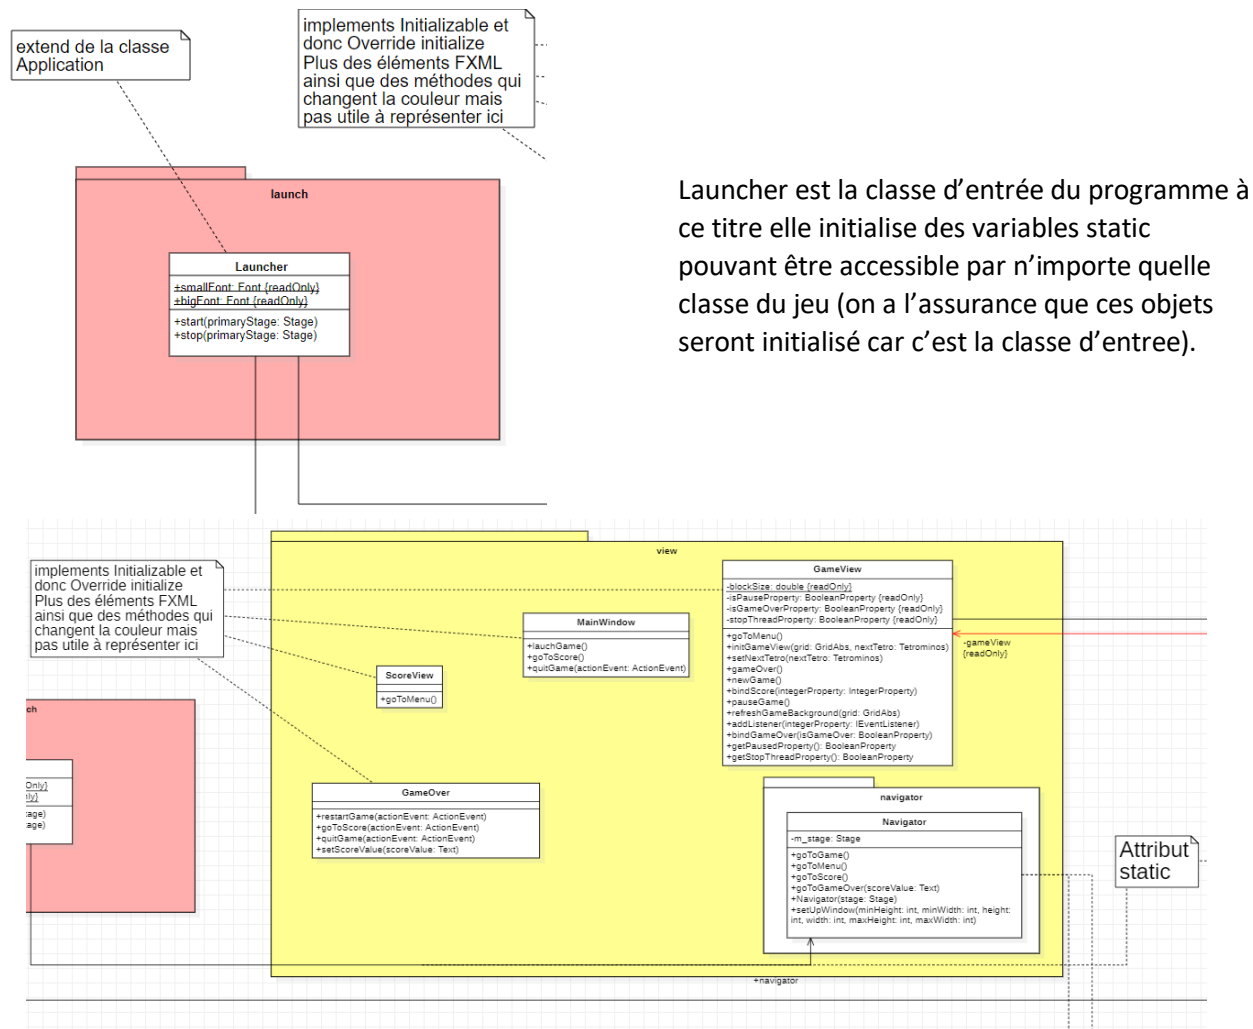 extend de la classe
Application
implements Initializable et
donc Override initialize
Plus des éléments FXML
ainsi que des méthodes qui
changent la couleur mais
pas utile à représenter ici
launch
Launcher
+smallFont: Font {readOnly}
+bigFont: Font {readOnly}
+start(primaryStage: Stage)
+stop(primaryStage: Stage)
Launcher est la classe d’entrée du programme à
ce titre elle initialise des variables static
pouvant être accessible par n’importe quelle
classe du jeu (on a l’assurance que ces objets
seront initialisé car c’est la classe d’entree).
implements Initializable et
donc Override initialize
Plus des éléments FXML
ainsi que des méthodes qui
changent la couleur mais
pas utile à représenter ici
view
GameView
-blockSize: double {readOnly}
-isPauseProperty: BooleanProperty {readOnly}
-isGameOverProperty: BooleanProperty {readOnly}
-stopThreadProperty: BooleanProperty {readOnly}
+goToMenu()
+initGameView(grid: GridAbs, nextTetro: Tetrominos)
+setNextTetro(nextTetro: Tetrominos)
+gameOver()
+newGame()
+bindScore(integerProperty: IntegerProperty)
+pauseGame()
+refreshGameBackground(grid: GridAbs)
+addListener(integerProperty: IEventListener)
+bindGameOver(isGameOver: BooleanProperty)
+getPausedProperty(): BooleanProperty
+getStopThreadProperty(): BooleanProperty
-gameView
{readOnly}
MainWindow
+lauchGame()
+goToScore()
+quitGame(actionEvent: ActionEvent)
ScoreView
+goToMenu()
ch
Only}
nly}
tage)
tage)
GameOver
+restartGame(actionEvent: ActionEvent)
+goToScore(actionEvent: ActionEvent)
+quitGame(actionEvent: ActionEvent)
+setScoreValue(scoreValue: Text)
navigator
Navigator
-m_stage: Stage
+goToGame()
+goToMenu()
+goToScore()
+goToGameOver(scoreValue: Text)
+Navigator(stage: Stage)
+setUpWindow(minHeight: int, minWidth: int, height:
int, width: int, maxHeight: int, maxWidth: int)
Attribut
static
+navigator